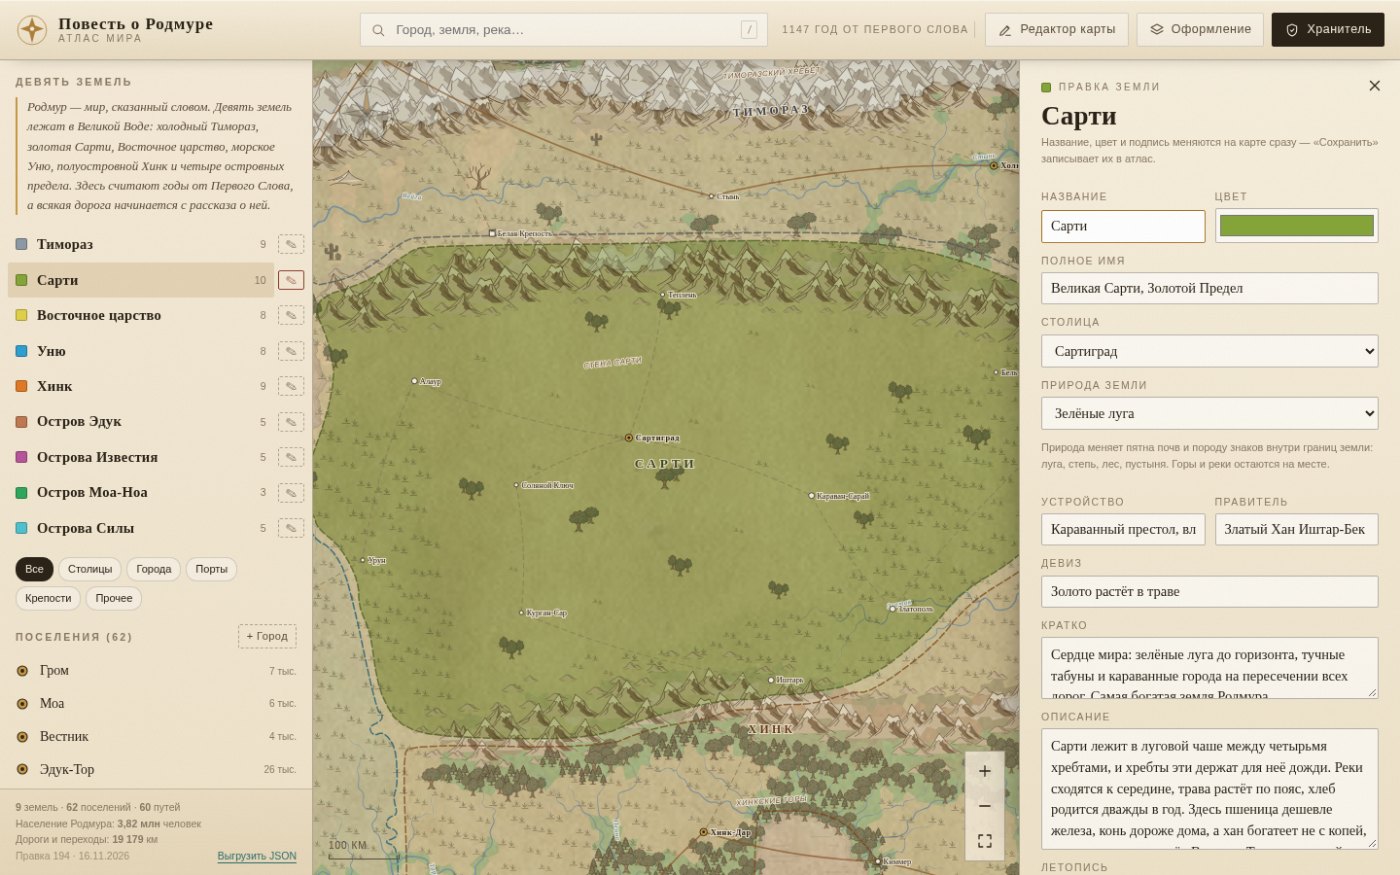 Повесть о Родмуре
АТЛАС МИРА
Город, земля, река…
/
1147 ГОД ОТ ПЕРВОГО СЛОВА
Редактор карты
Оформление
Хранитель
ДЕВЯТЬ ЗЕМЕЛЬ
Родмур — мир, сказанный словом. Девять земель
лежат в Великой Воде: холодный Тимораз,
золотая Сарти, Восточное царство, морское
Уню, полуостровной Хинк и четыре островных
предела. Здесь считают годы от Первого Слова,
а всякая дорога начинается с рассказа о ней.
Тимораз 9
Сарти 10
Восточное царство 8
Уню 8
Хинк 9
Остров Эдук 5
Острова Известия 5
Остров Моа-Ноа 3
Острова Силы 5
Все
Столицы
Города
Порты
Крепости
Прочее
ПОСЕЛЕНИЯ (62)
+ Город
Гром 7 тыс.
Моа 6 тыс.
Вестник 4 тыс.
Эдук-Тор 26 тыс.
9 земель · 62 поселений · 60 путей
Население Родмура: 3,82 млн человек
Дороги и переходы: 19 179 км
Правка 194 · 16.11.2026
Выгрузить JSON
ТИМОРАЗСКИЙ ХРЕБЕТ
ТИМОРАЗ
Стынь
Белая Крепость
Теплень
СТЕНА САРТИ
Алаур
Сартиград
САРТИ
Соляной Ключ
Караван-Сарай
Урун
Курган-Сар
Златополь
Иштарь
ХИНК
ХИНКСКИЕ ГОРЫ
Хинк-Дар
Киммер
100 КМ
+
−
ПРАВКА ЗЕМЛИ
Сарти
Название, цвет и подпись меняются на карте сразу — «Сохранить»
записывает их в атлас.
НАЗВАНИЕ
ЦВЕТ
Сарти
ПОЛНОЕ ИМЯ
Великая Сарти, Золотой Предел
СТОЛИЦА
Сартиград
ПРИРОДА ЗЕМЛИ
Зелёные луга
Природа меняет пятна почв и породу знаков внутри границ земли:
луга, степь, лес, пустыня. Горы и реки остаются на месте.
УСТРОЙСТВО
ПРАВИТЕЛЬ
Караванный престол, вл
Златый Хан Иштар-Бек
ДЕВИЗ
Золото растёт в траве
КРАТКО
Сердце мира: зелёные луга до горизонта, тучные
табуны и караванные города на пересечении всех
дорог. Самая богатая земля Родмура.
ОПИСАНИЕ
Сарти лежит в луговой чаше между четырьмя
хребтами, и хребты эти держат для неё дожди. Реки
сходятся к середине, трава растёт по пояс, хлеб
родится дважды в год. Здесь пшеница дешевле
железа, конь дороже дома, а хан богатеет не с копей,
ЛЕТОПИСЬ